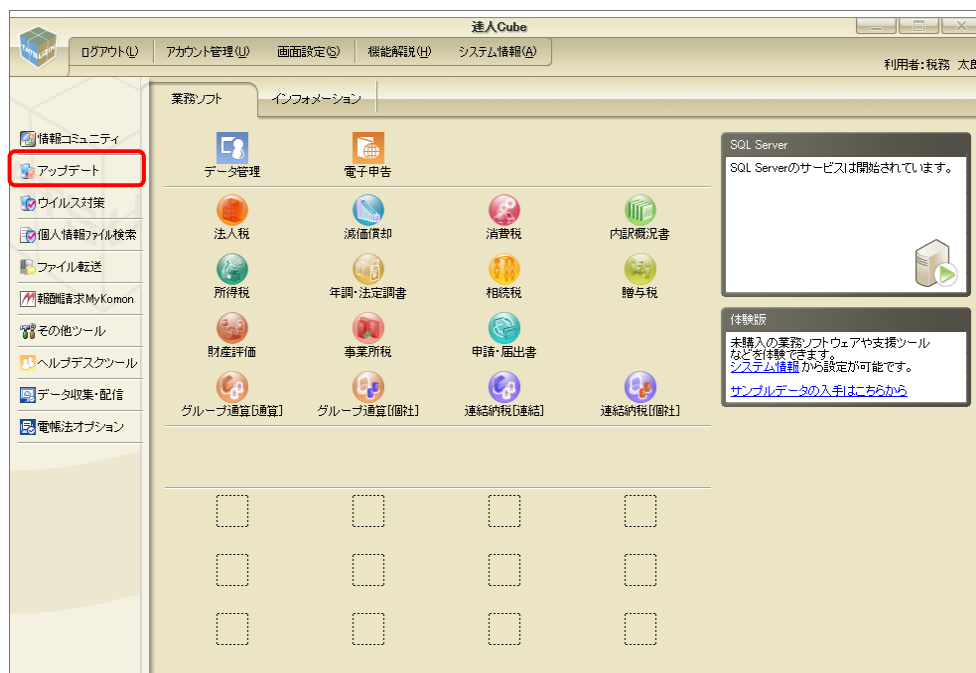 達人Cube
ログアウト(L) アカウント管理(U) 画面設定(S) 機能解説(H) システム情報(A)
利用者:税務 太郎
業務ソフト インフォメーション
情報コミュニティ
アップデート
ウイルス対策
個人情報ファイル検索
ファイル転送
報酬請求MyKomon
その他ツール
ヘルプデスクツール
データ収集・配信
電帳法オプション
データ管理 電子申告
法人税 減価償却 消費税 内訳概況書
所得税 年調・法定調書 相続税 贈与税
財産評価 事業所税 申請・届出書
グループ通算[通算] グループ通算[個社] 連結納税[連結] 連結納税[個社]
SQL Server
SQL Serverのサービスは開始されています。
体験版
未購入の業務ソフトウェアや支援ツール
などを体験できます。
システム情報 から設定が可能です。
サンプルデータの入手はこちらから